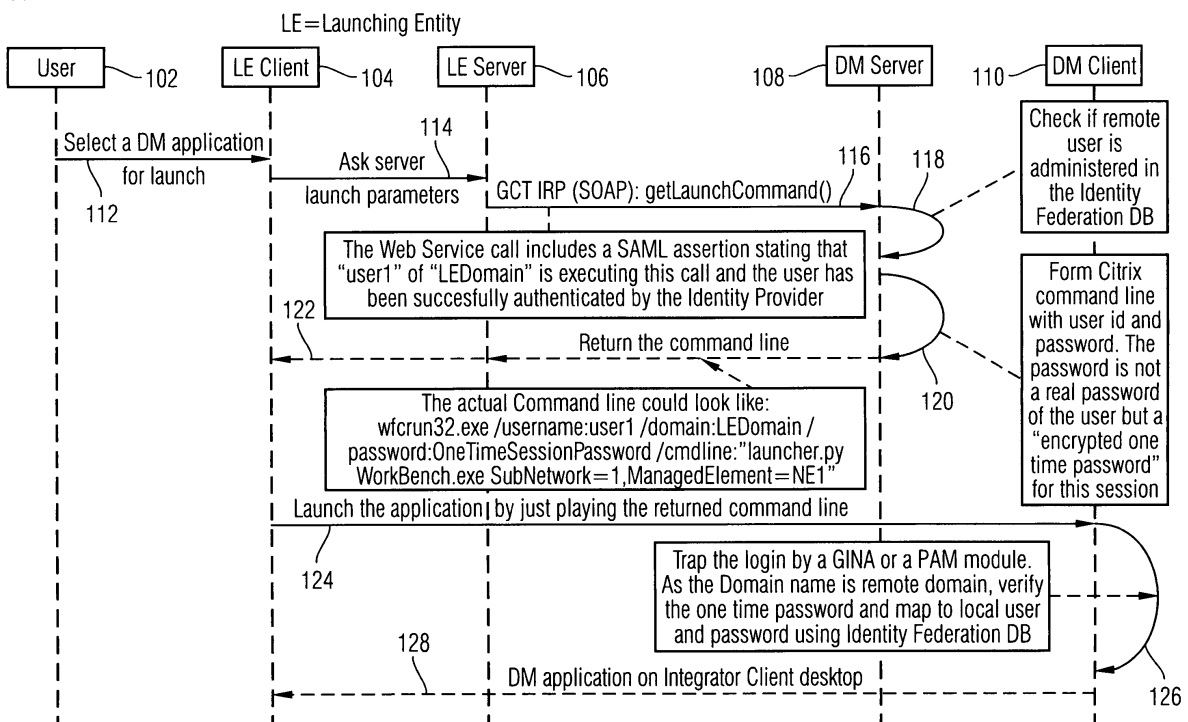 LE=Launching Entity
User
102
LE Client
104
LE Server
106
108
DM Server
110
DM Client
Select a DM application
for launch
112
114
Ask server
launch parameters
GCT IRP (SOAP): getLaunchCommand()
116
118
Check if remote
user is
administered in
the Identity
Federation DB
The Web Service call includes a SAML assertion stating that
“user1” of “LEDomain” is executing this call and the user has
been succesfully authenticated by the Identity Provider
Form Citrix
command line
with user id and
password. The
password is not
a real password
of the user but a
“encrypted one
time password”
for this session
122
Return the command line
120
The actual Command line could look like:
wfcrun32.exe /username:user1 /domain:LEDomain /
password:OneTimeSessionPassword /cmdline:”launcher.py
WorkBench.exe SubNetwork=1,ManagedElement=NE1”
Launch the application by just playing the returned command line
124
Trap the login by a GINA or a PAM module.
As the Domain name is remote domain, verify
the one time password and map to local user
and password using Identity Federation DB
128
DM application on Integrator Client desktop
126